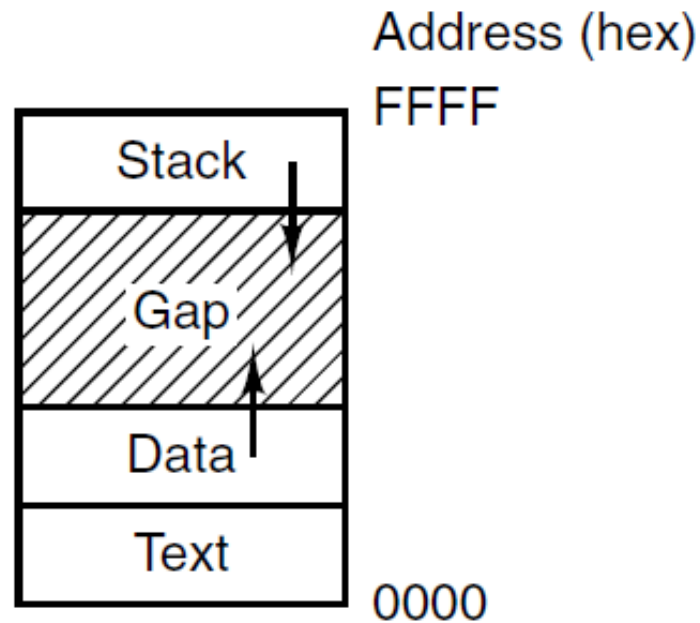 Address (hex)
FFFF
Stack
Gap
Data
Text
0000